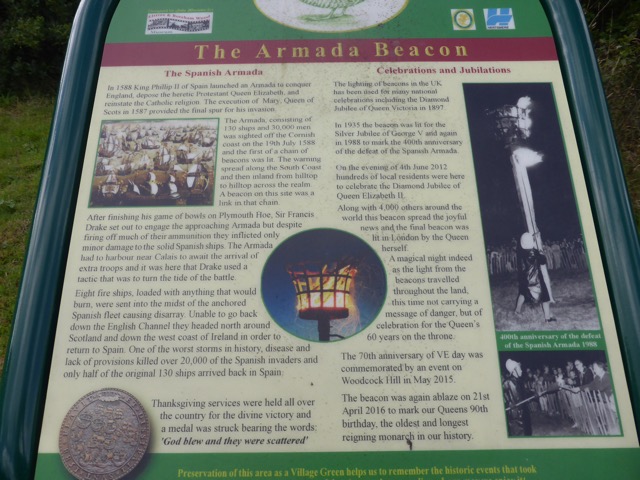 The Armada Beacon
The Spanish Armada
In 1588 King Phillip II of Spain launched an Armada to conquer
England, depose the heretic Protestant Queen Elizabeth, and
reinstate the Catholic religion. The execution of Mary, Queen of
Scots in 1587 provided the final spur for his invasion.
The Armada, consisting of
130 ships and 30,000 men
was sighted off the Cornish
coast on the 19th July 1588
and the first of a chain of
beacons was lit. The warning
spread along the South Coast
and then inland from hilltop
to hilltop across the realm.
A beacon on this site was a
link in that chain.
After finishing his game of bowls on Plymouth Hoe, Sir Francis
Drake set out to engage the approaching Armada but despite
firing off much of their ammunition they inflicted only
minor damage to the solid Spanish ships. The Armada
had to harbour near Calais to await the arrival of
extra troops and it was here that Drake used a
tactic that was to turn the tide of the battle.
Eight fire ships, loaded with anything that would
burn, were sent into the midst of the anchored
Spanish fleet causing disarray. Unable to go back
down the English Channel they headed north around
Scotland and down the west coast of Ireland in order to
return to Spain. One of the worst storms in history, disease and
lack of provisions killed over 20,000 of the Spanish invaders and
only half of the original 130 ships arrived back in Spain.
Thanksgiving services were held all over
the country for the divine victory and
a medal was struck bearing the words:
'God blew and they were scattered'
Celebrations and Jubilations
The lighting of beacons in the UK
has been used for many national
celebrations including the Diamond
Jubilee of Queen Victoria in 1897.
In 1935 the beacon was lit for the
Silver Jubilee of George V and again
in 1988 to mark the 400th anniversary
of the defeat of the Spanish Armada.
On the evening of 4th June 2012
hundreds of local residents were here
to celebrate the Diamond Jubilee of
Queen Elizabeth II.
Along with 4,000 others around the
world this beacon spread the joyful
news and the final beacon was
lit in London by the Queen
herself.
A magical night indeed
as the light from the
beacons travelled
throughout the land,
this time not carrying a
message of danger, but of
celebration for the Queen's
60 years on the throne.
The 70th anniversary of VE day was
commemorated by an event on
Woodcock Hill in May 2015.
The beacon was again ablaze on 21st
April 2016 to mark our Queens 90th
birthday, the oldest and longest
reigning monarch in our history.
400th anniversary of the defeat
of the Spanish Armada 1988
Preservation of this area as a Village Green helps us to remember the historic events that took